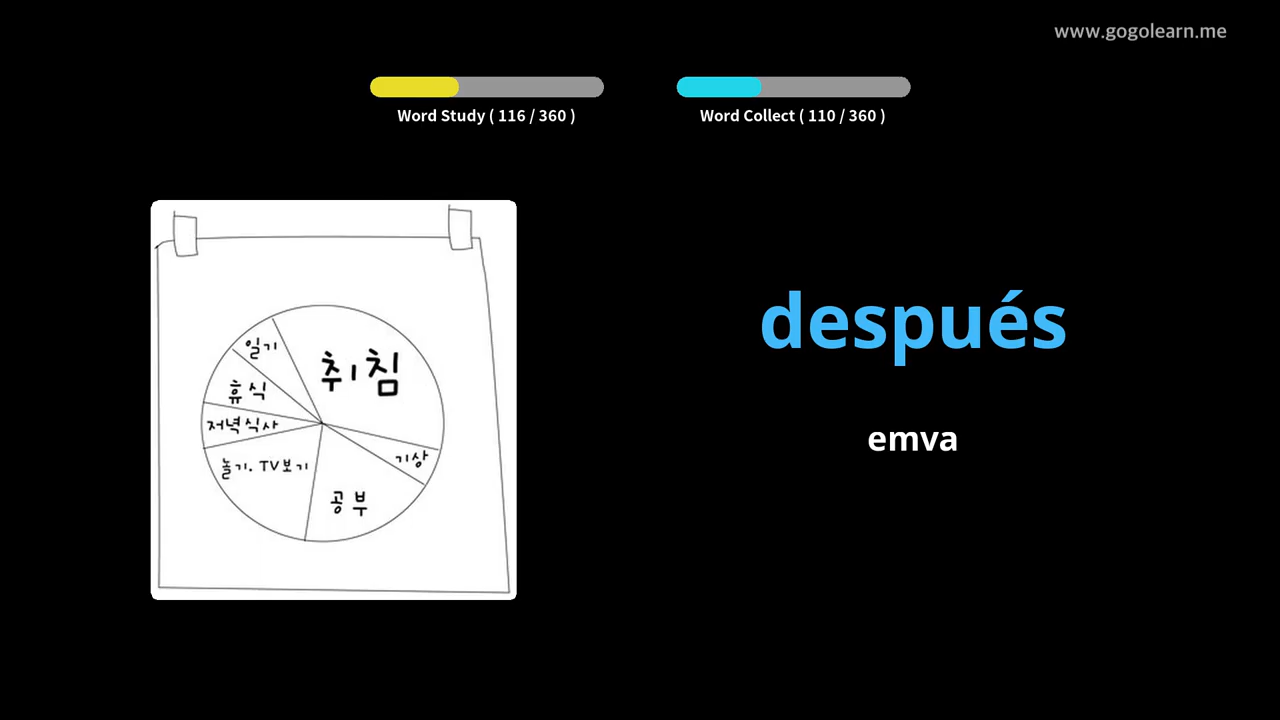 www.gogolearn.me
Word Study ( 116 / 360 )
Word Collect ( 110 / 360 )
일기
취침
휴식
저녁식사
놀기. TV보기
기상
공부
después
emva